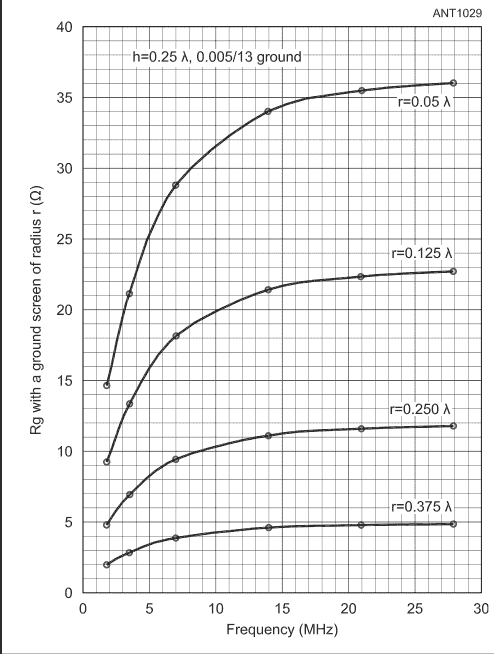 ANT1029
40
h=0.25 λ, 0.005/13 ground
35
r=0.05 λ
30
Rg with a ground screen of radius r (Ω)
25
r=0.125 λ
20
15
r=0.250 λ
10
r=0.375 λ
5
0
0 5 10 15 20 25 30
Frequency (MHz)